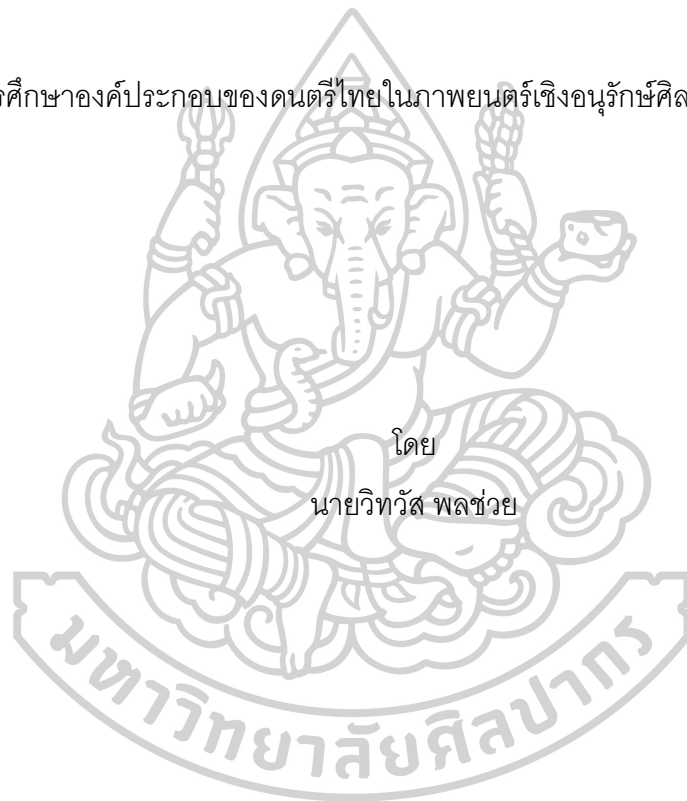 รศึกษาองค์ประกอบของดนตรีไทยในภาพยนตร์เชิงอนุรักษ์ศิล
โดย
นายวิทวัส พลช่วย
มหาวิทยาลัยศิลปากร